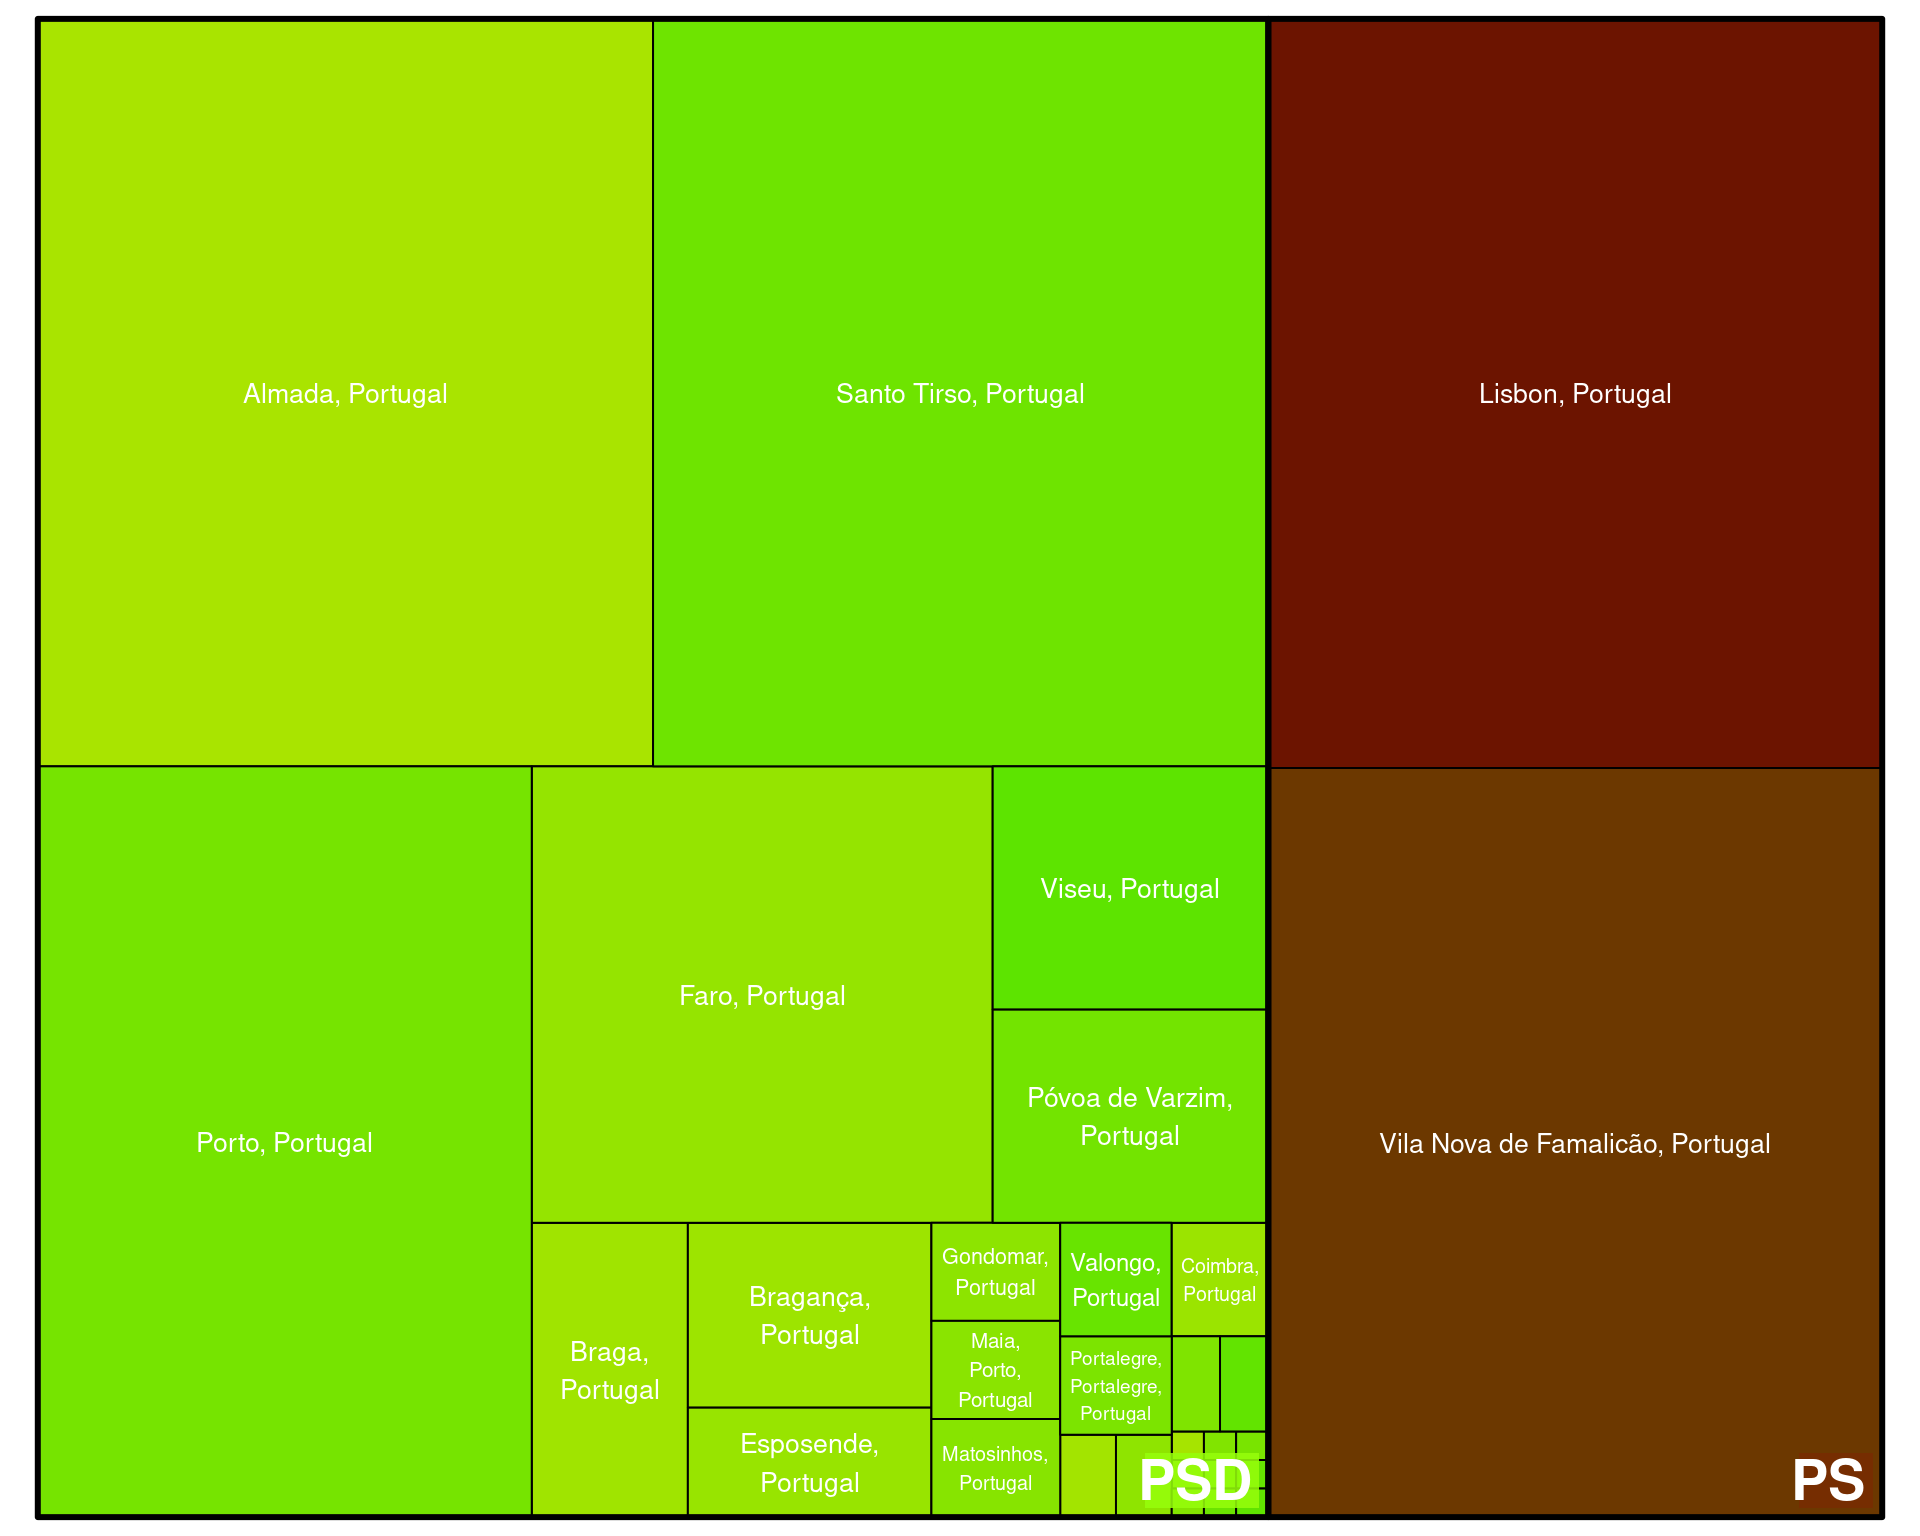 Almada, Portugal
Santo Tirso, Portugal
Lisbon, Portugal
Porto, Portugal
Faro, Portugal
Viseu, Portugal
Póvoa de Varzim,
Portugal
Vila Nova de Famalicão, Portugal
Braga,
Portugal
Bragança,
Portugal
Esposende,
Portugal
Gondomar,
Portugal
Maia,
Porto,
Portugal
Matosinhos,
Portugal
Valongo,
Portugal
Portalegre,
Portalegre,
Portugal
Coimbra,
Portugal
PSD
PS